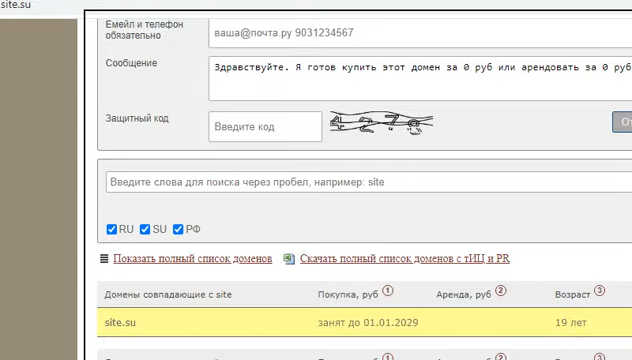 site.su
Емейл и телефон
обязательно
ваша@почта.ру 9031234567
Сообщение
Здравствуйте. Я готов купить этот домен за 0 руб или арендовать за 0 руб
Защитный код
Введите код
От
Введите слова для поиска через пробел, например: site
RU SU РФ
Показать полный список доменов Скачать полный список доменов с тИЦ и PR
Домены совпадающие с site Покупка, руб 1 Аренда, руб 2 Возраст 3
site.su занят до 01.01.2029 19 лет